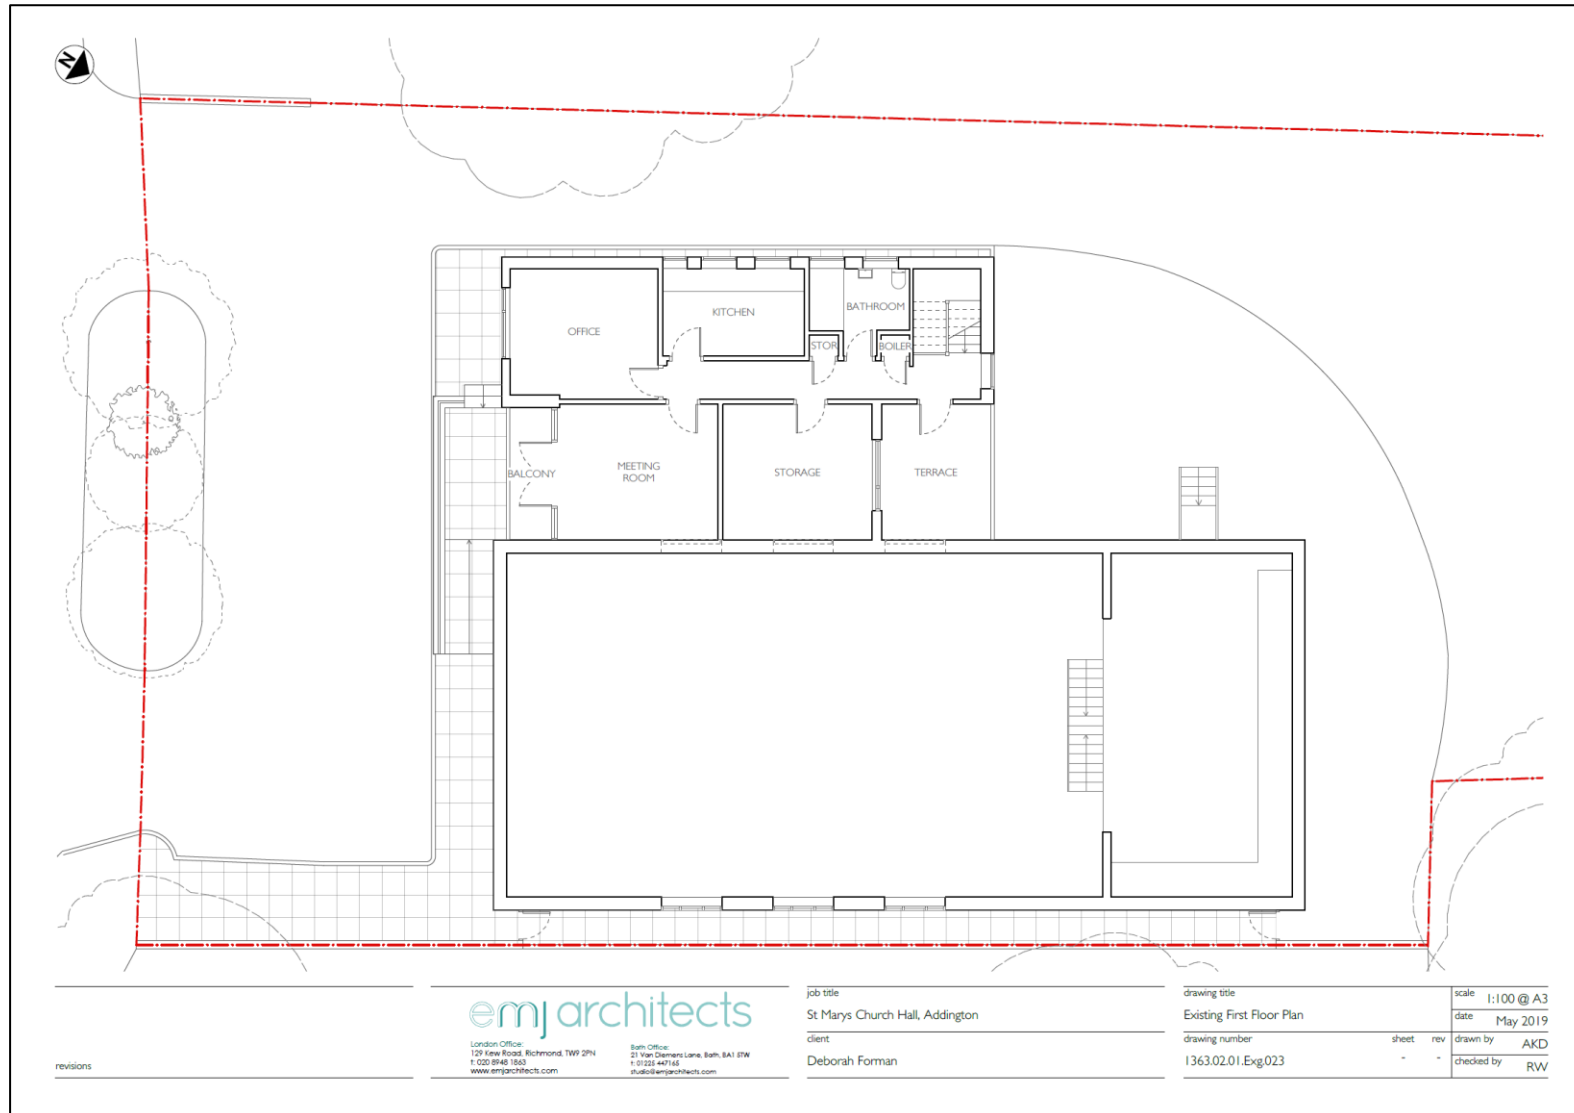 N
OFFICE
KITCHEN
BATHROOM
STOR
BOILER
BALCONY
MEETING
ROOM
STORAGE
TERRACE
revisions
emj architects
London Office:
129 Kew Road, Richmond, TW9 2PN
t: 020 8948 1863
www.emjarchitects.com
Bath Office:
21 Van Diemens Lane, Bath, BA1 5TW
t: 01225 447165
studio@emjarchitects.com
job title
St Marys Church Hall, Addington
client
Deborah Forman
drawing title
Existing First Floor Plan
drawing number
sheet
rev
1363.02.01.Exg.023
-
-
scale
1:100 @ A3
date
May 2019
drawn by
AKD
checked by
RW